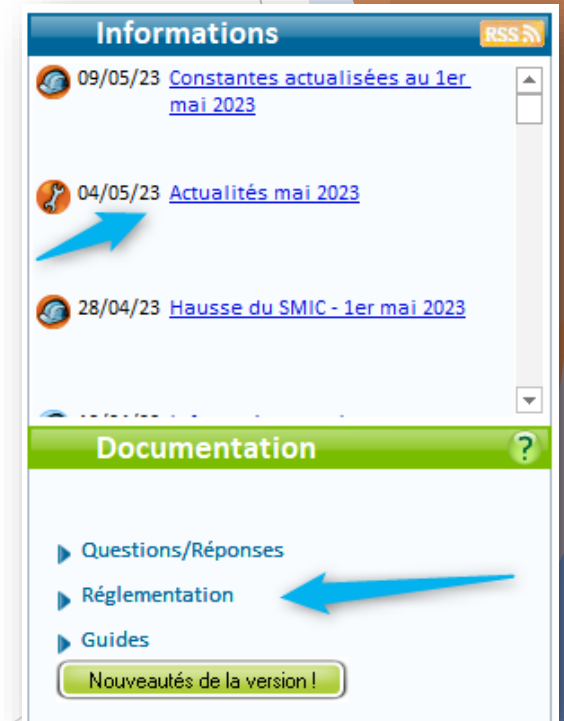 Informations
RSS
09/05/23 Constantes actualisées au 1er
mai 2023
04/05/23 Actualités mai 2023
28/04/23 Hausse du SMIC - 1er mai 2023
Documentation
?
Questions/Réponses
Réglementation
Guides
Nouveautés de la version !